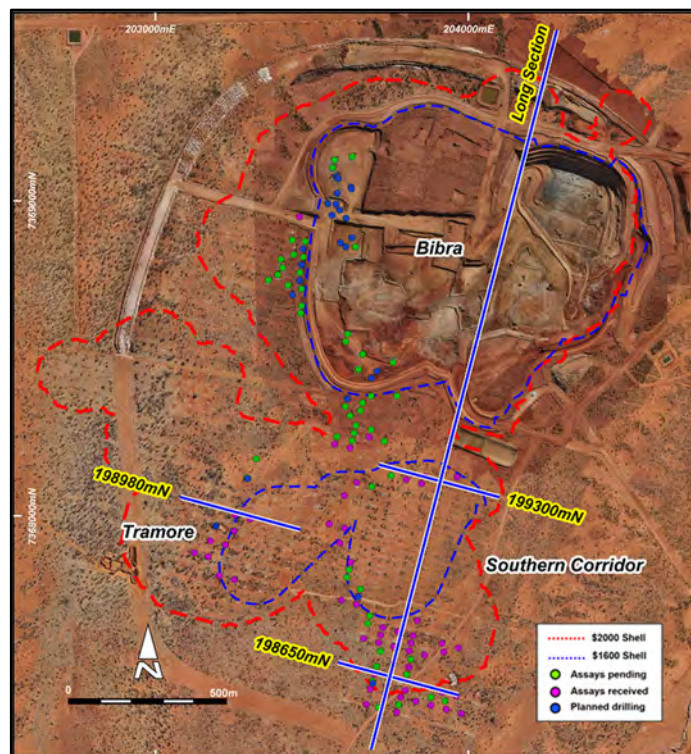 203000mE
204000mE
Long Section
7369000mN
Bibra
198980mN
199300mN
7368000mN
Tramore
Southern Corridor
198650mN
N
0
500m
$2000 Shell
$1600 Shell
Assays pending
Assays received
Planned drilling